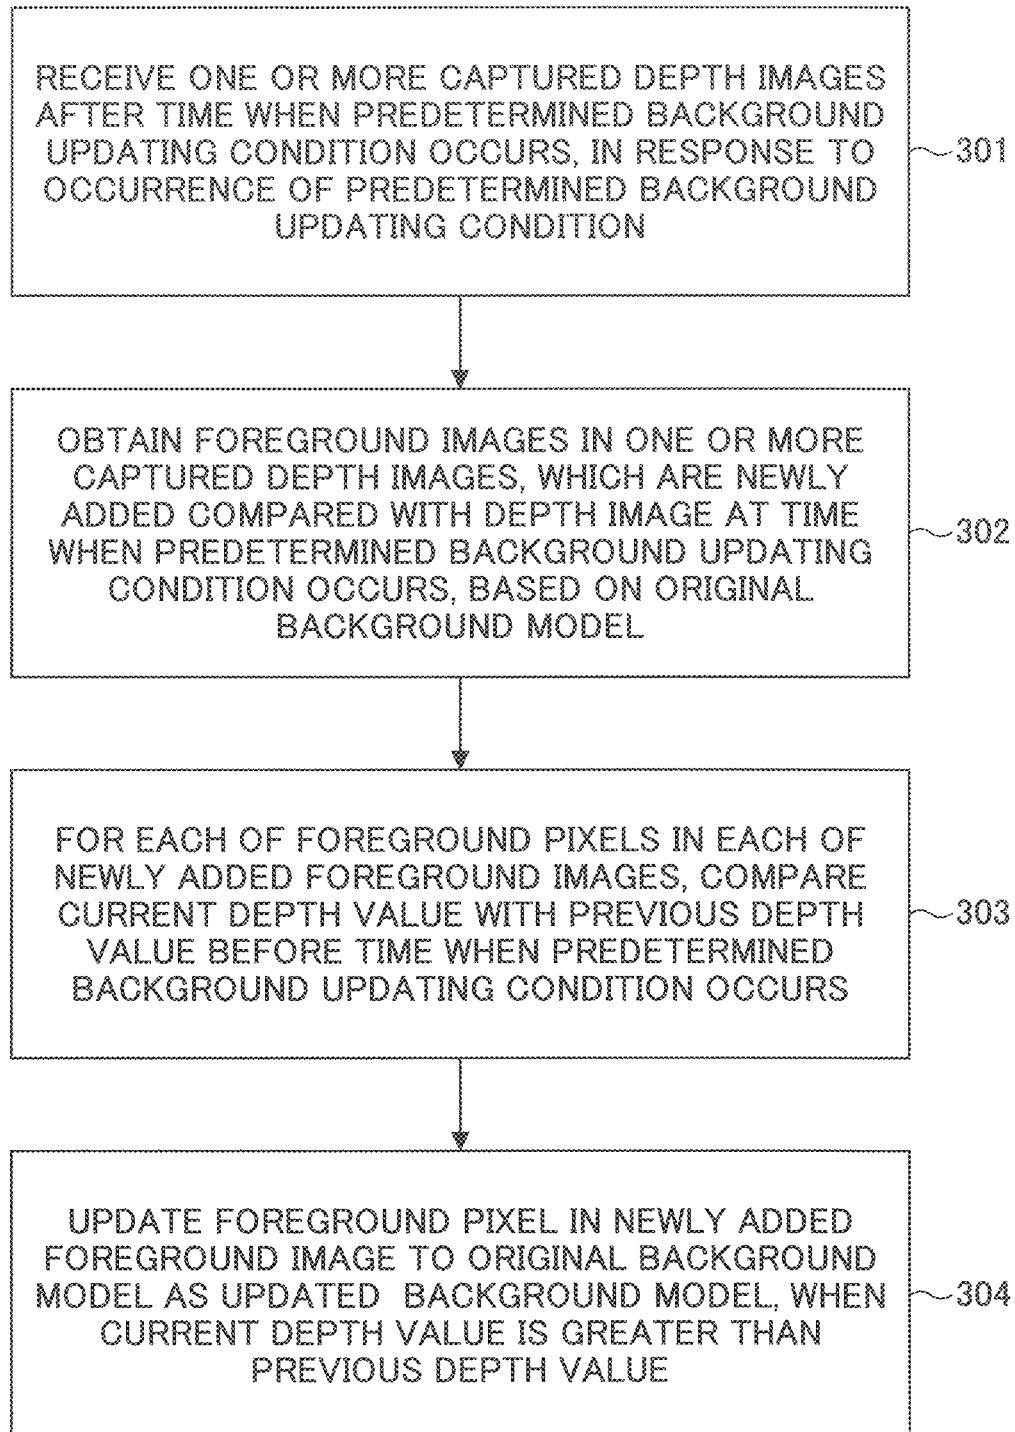 RECEIVE ONE OR MORE CAPTURED DEPTH IMAGES
AFTER TIME WHEN PREDETERMINED BACKGROUND
UPDATING CONDITION OCCURS, IN RESPONSE TO
OCCURRENCE OF PREDETERMINED BACKGROUND
UPDATING CONDITION
301
OBTAIN FOREGROUND IMAGES IN ONE OR MORE
CAPTURED DEPTH IMAGES, WHICH ARE NEWLY
ADDED COMPARED WITH DEPTH IMAGE AT TIME
WHEN PREDETERMINED BACKGROUND UPDATING
CONDITION OCCURS, BASED ON ORIGINAL
BACKGROUND MODEL
302
FOR EACH OF FOREGROUND PIXELS IN EACH OF
NEWLY ADDED FOREGROUND IMAGES, COMPARE
CURRENT DEPTH VALUE WITH PREVIOUS DEPTH
VALUE BEFORE TIME WHEN PREDETERMINED
BACKGROUND UPDATING CONDITION OCCURS
303
UPDATE FOREGROUND PIXEL IN NEWLY ADDED
FOREGROUND IMAGE TO ORIGINAL BACKGROUND
MODEL AS UPDATED BACKGROUND MODEL, WHEN
CURRENT DEPTH VALUE IS GREATER THAN
PREVIOUS DEPTH VALUE
304